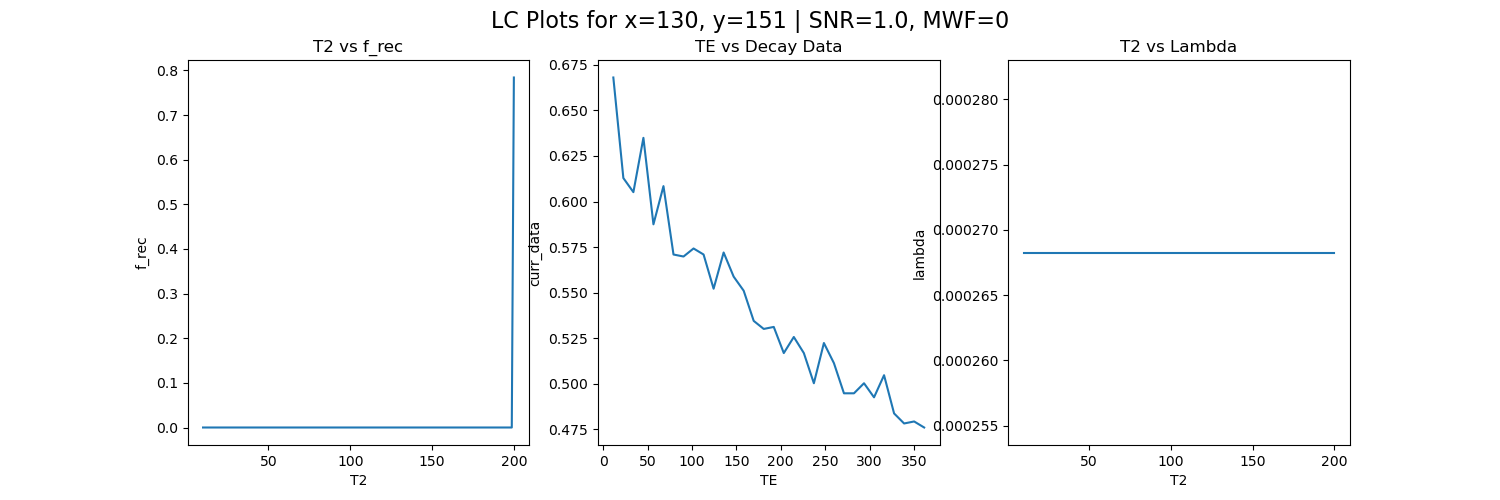 LC Plots for x=130, y=151 | SNR=1.0, MWF=0
T2 vs f_rec
0.8
0.7
0.6
0.5
0.4
0.3
0.2
0.1
0.0
f_rec
50 100 150 200
T2
TE vs Decay Data
0.675
0.650
0.625
0.600
0.575
0.550
0.525
0.500
0.475
curr_data
0 50 100 150 200 250 300 350
TE
T2 vs Lambda
0.000280
0.000275
0.000270
0.000265
0.000260
0.000255
lambda
50 100 150 200
T2